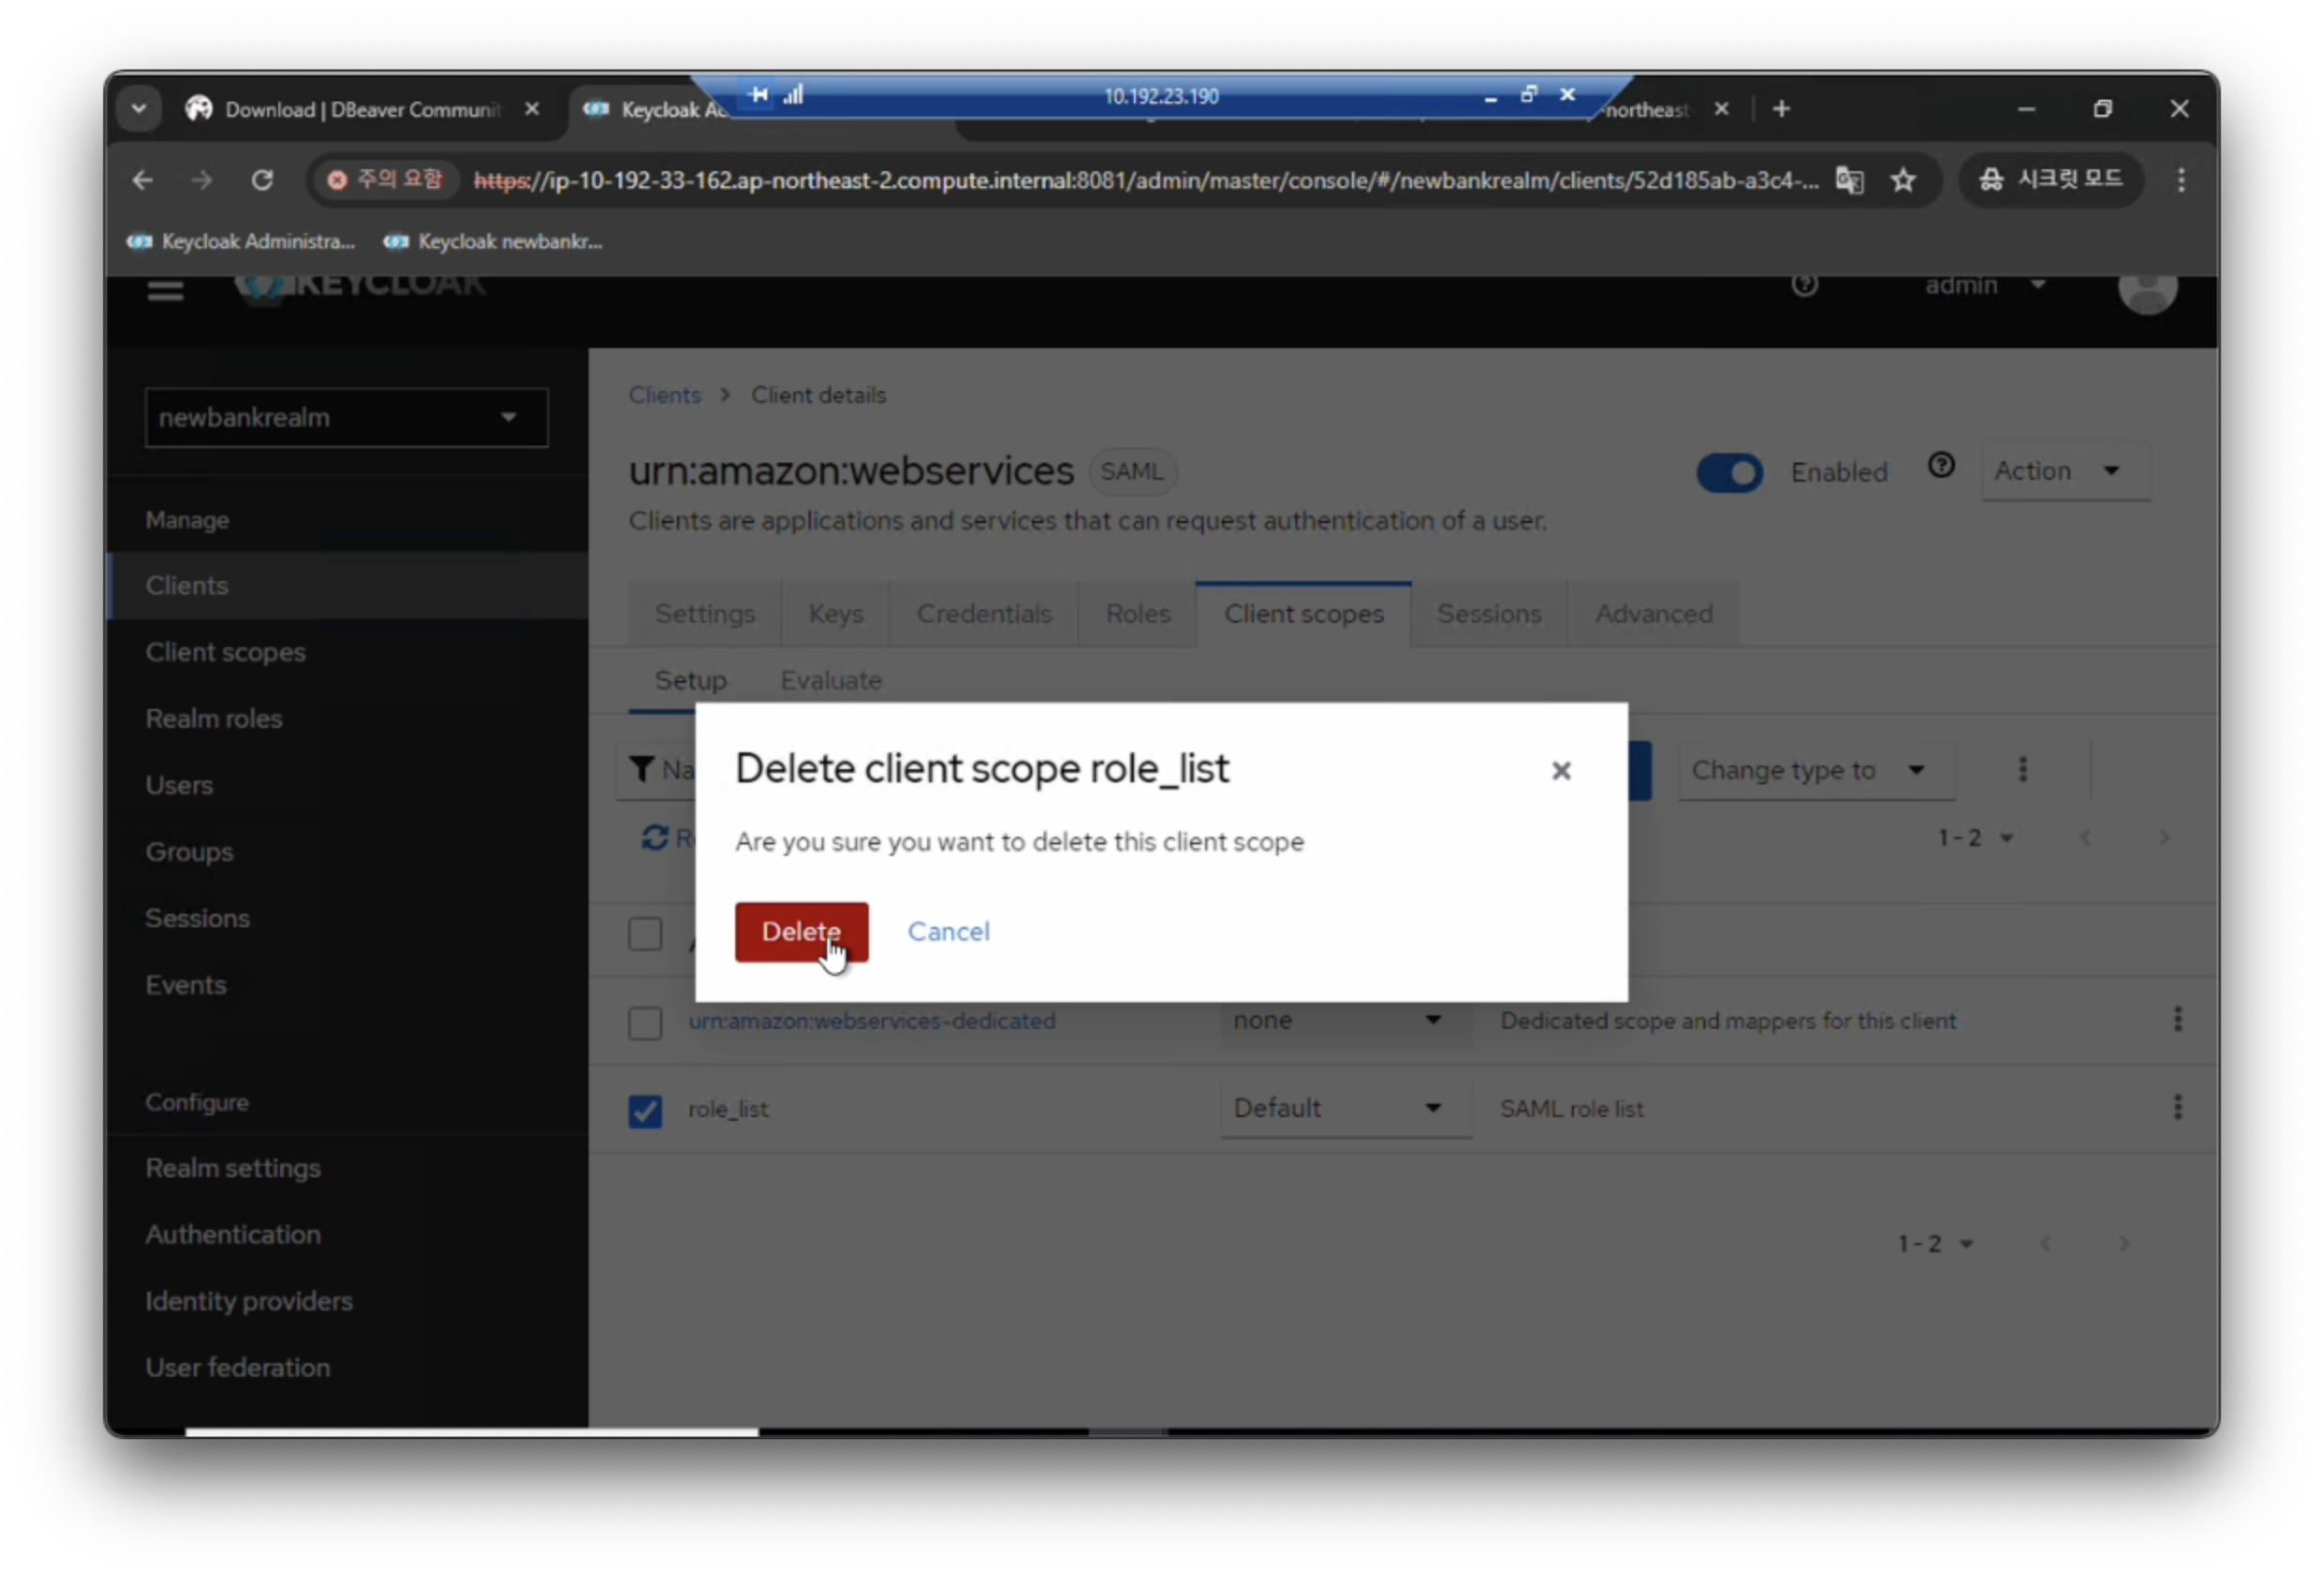 Download | DBeaver Communit
Keycloak Ad
10.192.23.190
-northeast
주의 요함
https://ip-10-192-33-162.ap-northeast-2.compute.internal:8081/admin/master/console/#/newbankrealm/clients/52d185ab-a3c4-...
시크릿 모드
Keycloak Administra...
Keycloak newbankr...
KEYCLOAK
admin
newbankrealm
Manage
Clients
Client scopes
Realm roles
Users
Groups
Sessions
Events
Configure
Realm settings
Authentication
Identity providers
User federation
Clients > Client details
urn:amazon:webservices SAML
Enabled
Action
Clients are applications and services that can request authentication of a user.
Settings Keys Credentials Roles Client scopes Sessions Advanced
Setup Evaluate
Na
Change type to
1 - 2
Delete client scope role_list
Are you sure you want to delete this client scope
Delete Cancel
urn:amazon:webservices-dedicated none Dedicated scope and mappers for this client
role_list Default SAML role list
1 - 2